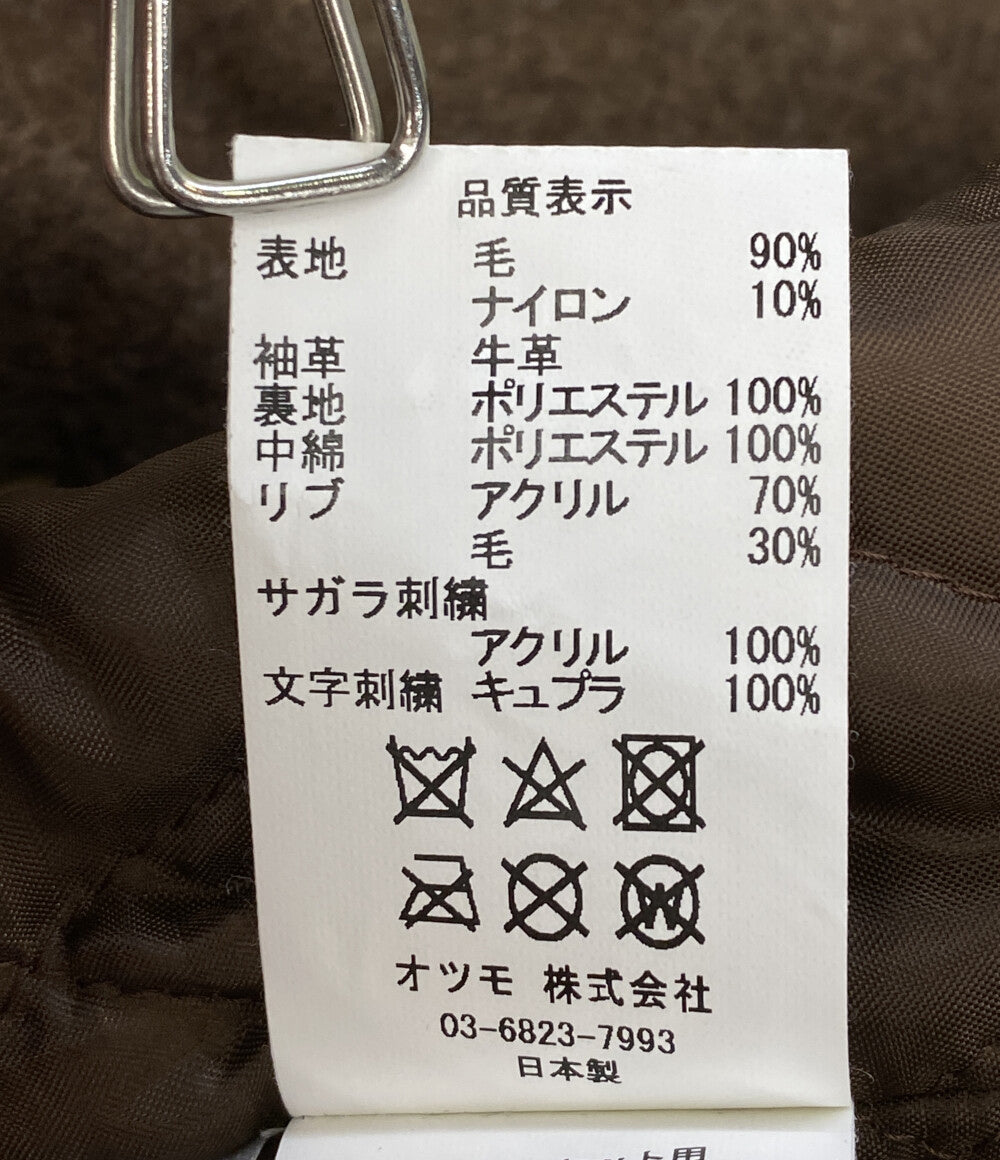 品質表示
表地 毛 90%
ナイロン 10%
袖革 牛革
裏地 ポリエステル 100%
中綿 ポリエステル 100%
リブ アクリル 70%
毛 30%
サガラ刺繍
アクリル 100%
文字刺繍 キュプラ 100%
W
オツモ 株式会社
03-6823-7993
日本製